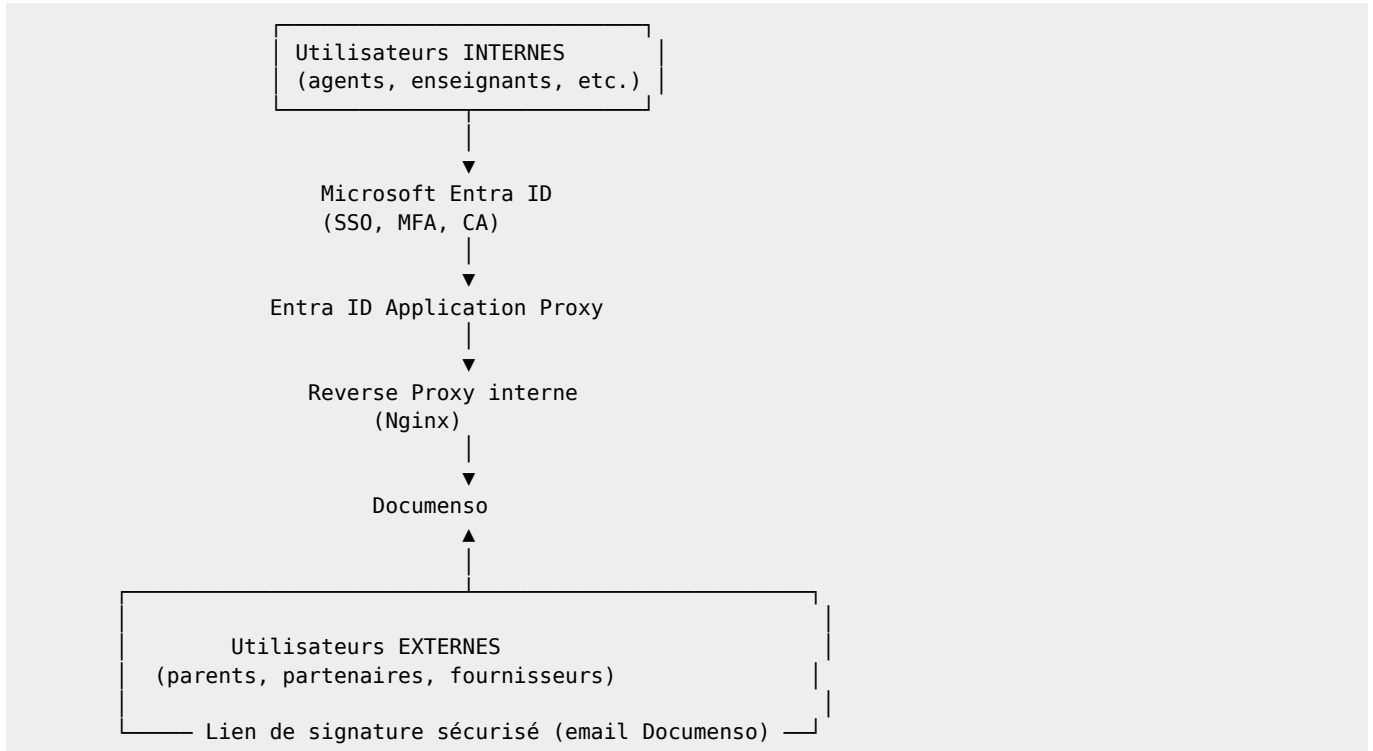 Utilisateurs INTERNES
(agents, enseignants, etc.)
Microsoft Entra ID
(SSO, MFA, CA)
Entra ID Application Proxy
Reverse Proxy interne
(Nginx)
Documenso
Utilisateurs EXTERNES
(parents, partenaires, fournisseurs)
Lien de signature sécurisé (email Documenso)